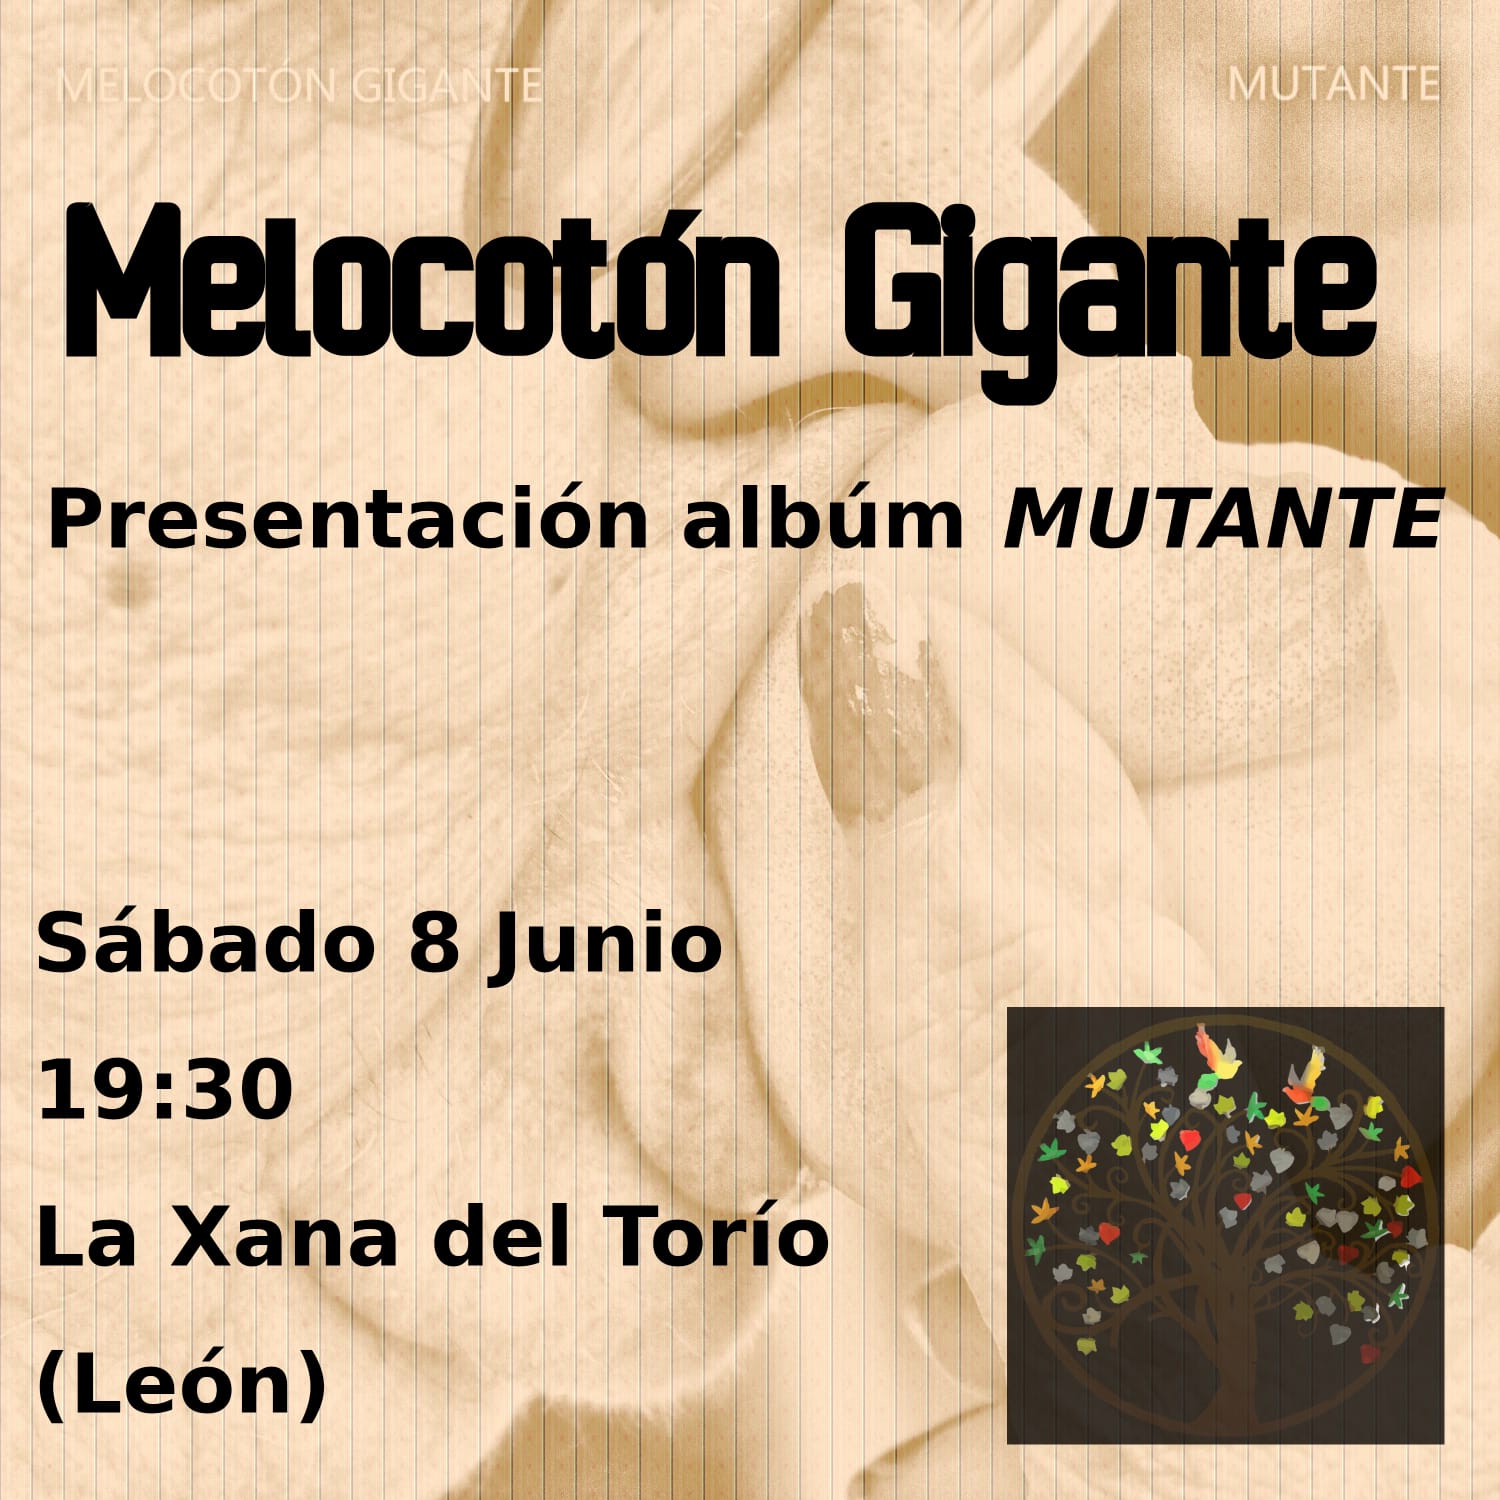 MELOCOTÓN GIGANTE
MUTANTE
Melocotón Gigante
Presentación albúm MUTANTE
Sábado 8 Junio
19:30
La Xana del Torío
(León)